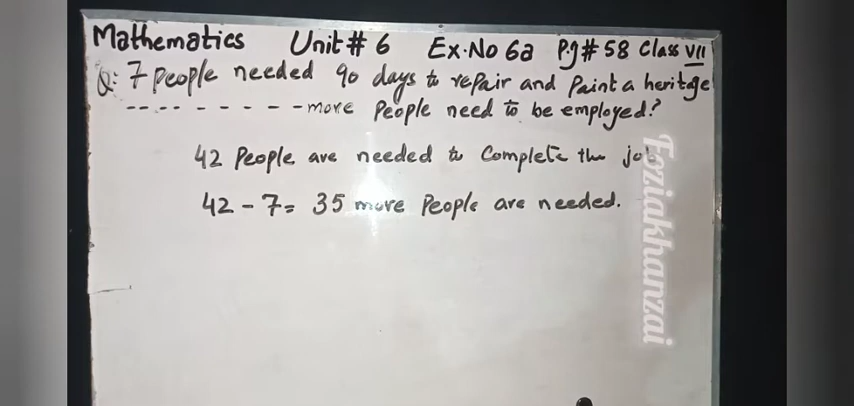 Mathematics Unit # 6 Ex.No 6a Pg# 58 Class VII
Q: 7 People needed 90 days to repair and Paint a heritage
-- -- - - - - - - - more People need to be employed?
42 People are needed to Complete the job
42 - 7 = 35 more People are needed.
Foziakhanzai